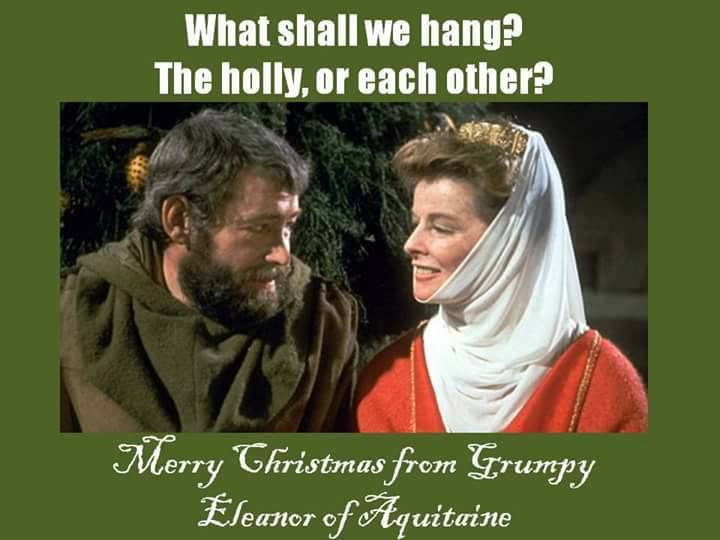 What shall we hang?
The holly, or each other?
Merry Christmas from Grumpy
Eleanor of Aquitaine